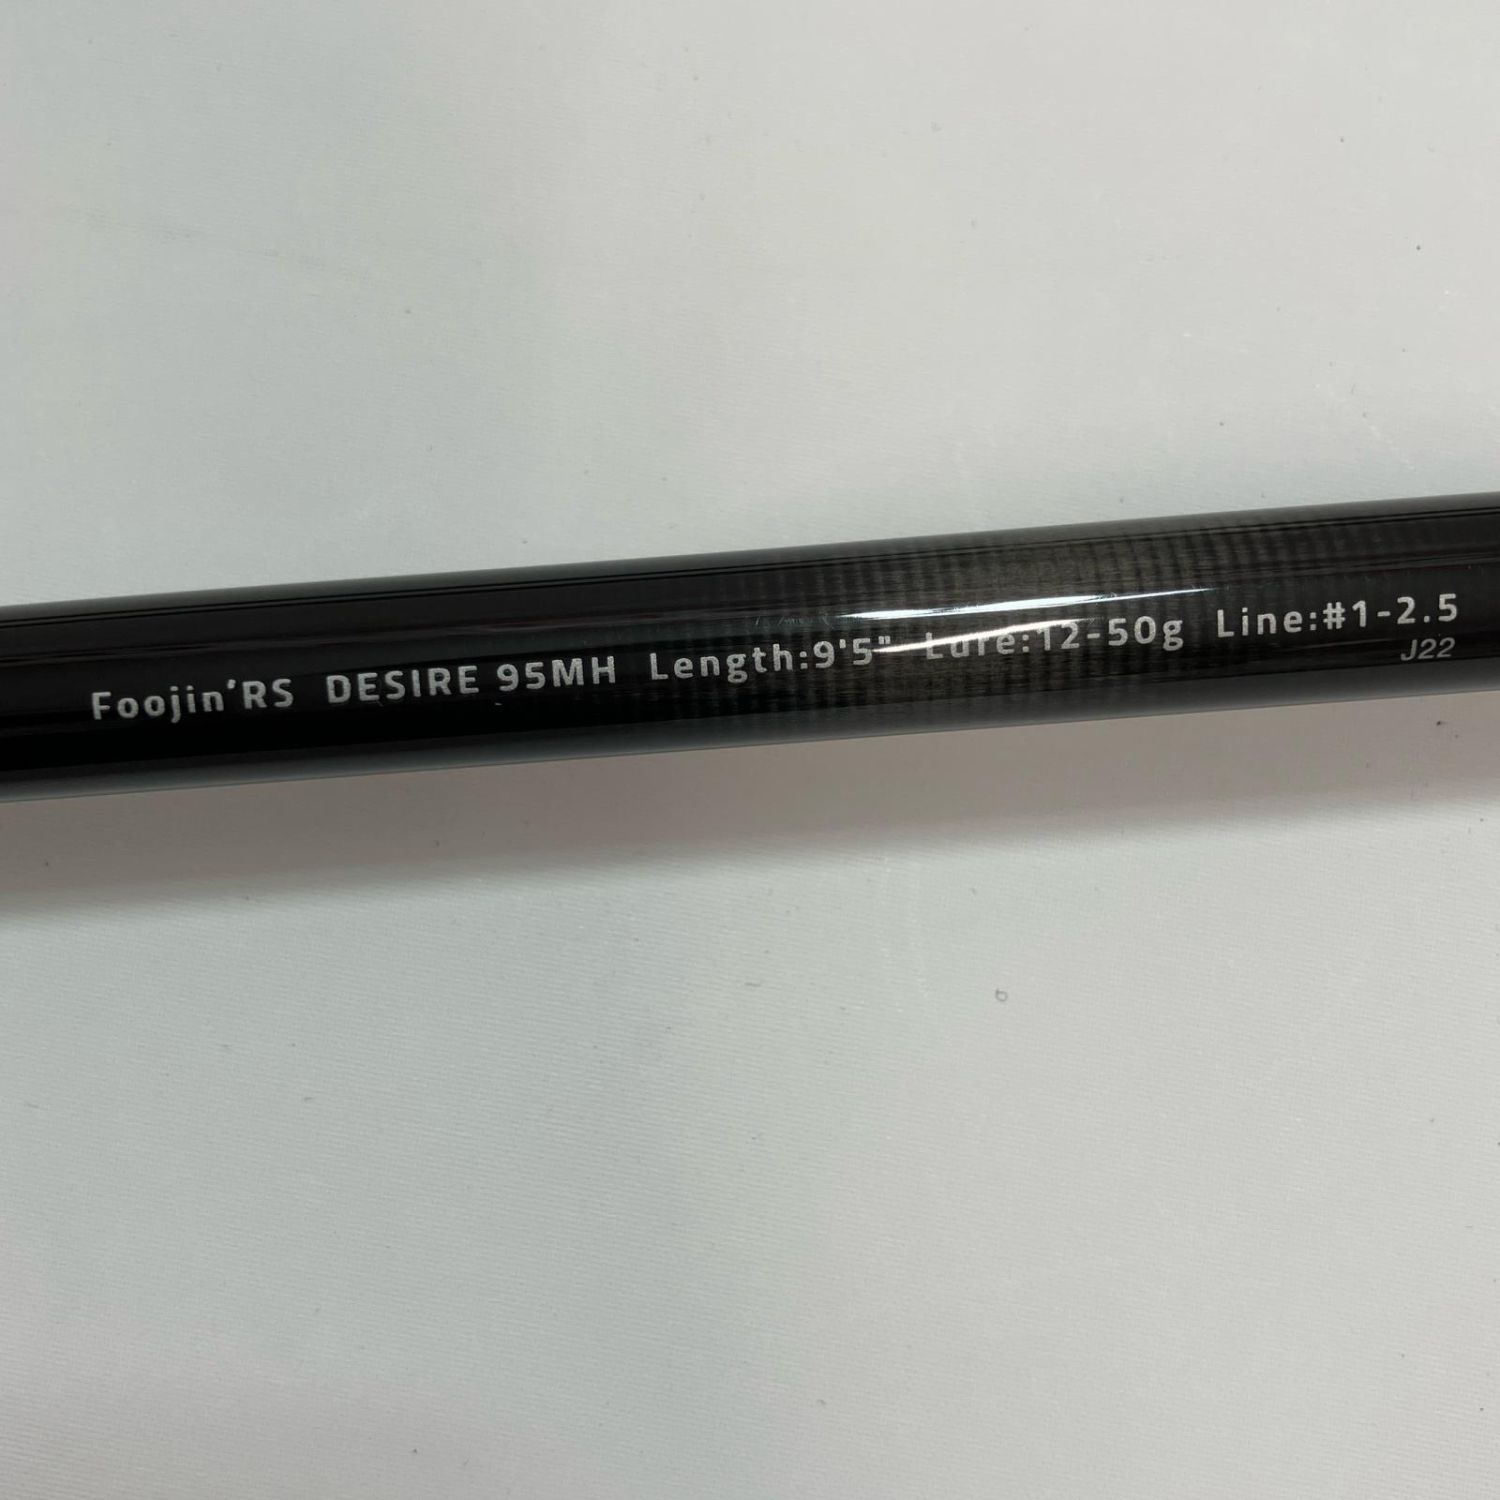 Foojin'RS DESIRE 95MH Length:9'5" Lure:12-50g Line:#1-2.5
J22